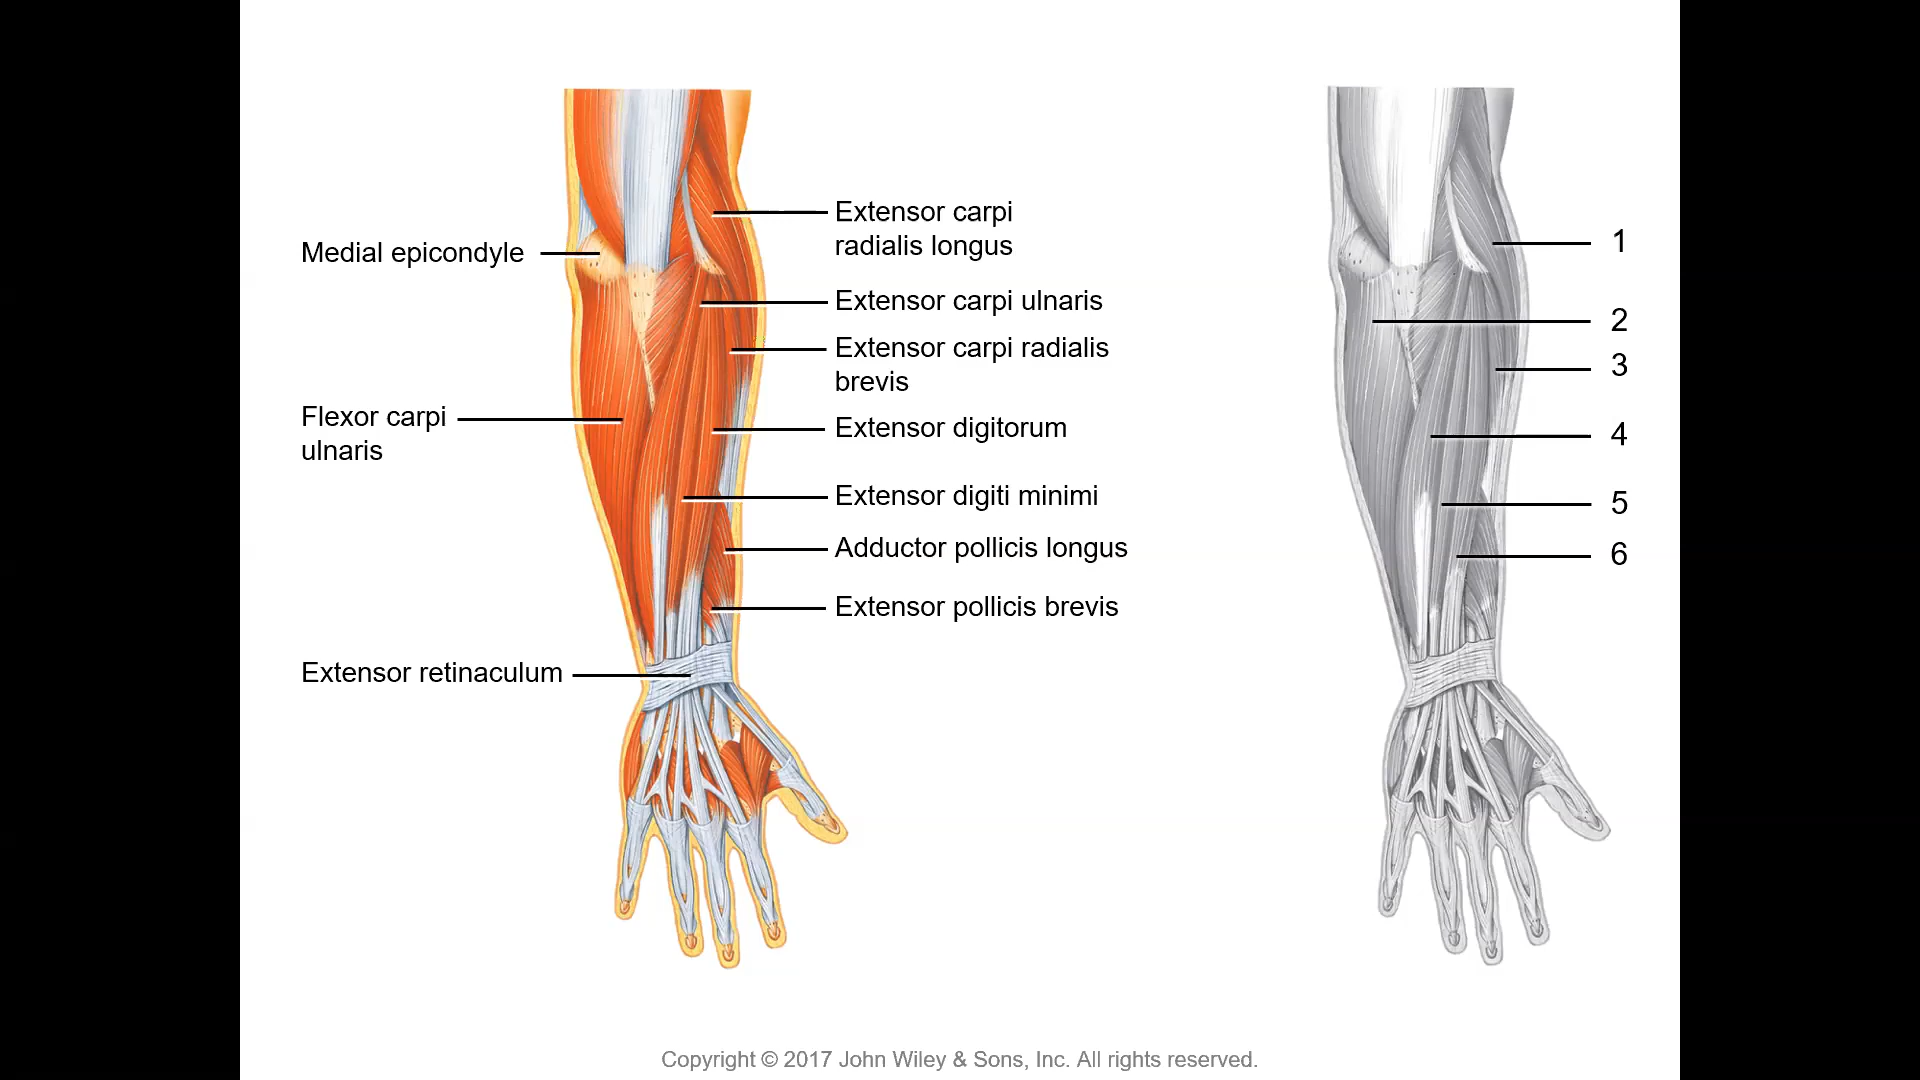 Medial epicondyle
Flexor carpi
ulnaris
Extensor retinaculum
Extensor carpi
radialis longus
Extensor carpi ulnaris
Extensor carpi radialis
brevis
Extensor digitorum
Extensor digiti minimi
Adductor pollicis longus
Extensor pollicis brevis
1
2
3
4
5
6
Copyright © 2017 John Wiley & Sons, Inc. All rights reserved.